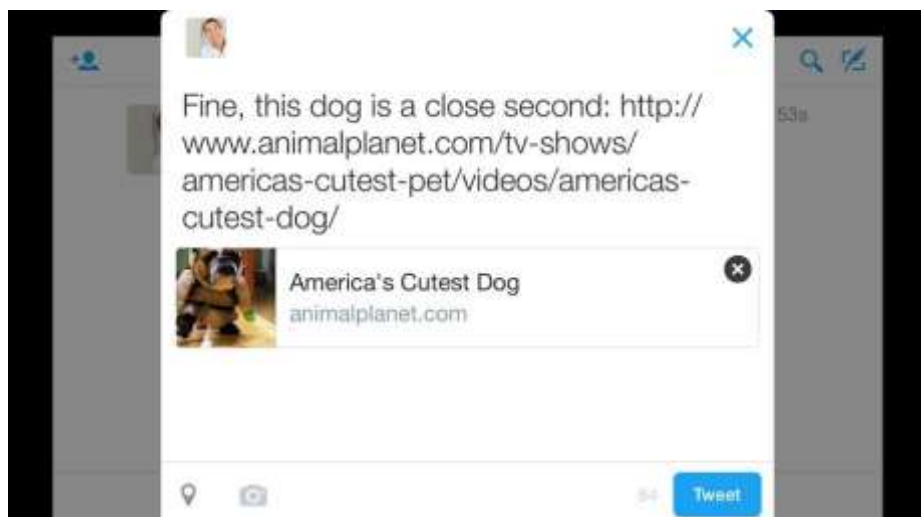 53s
Fine, this dog is a close second: http://
www.animalplanet.com/tv-shows/
americas-cutest-pet/videos/americas-
cutest-dog/
America's Cutest Dog
animalplanet.com
Tweet